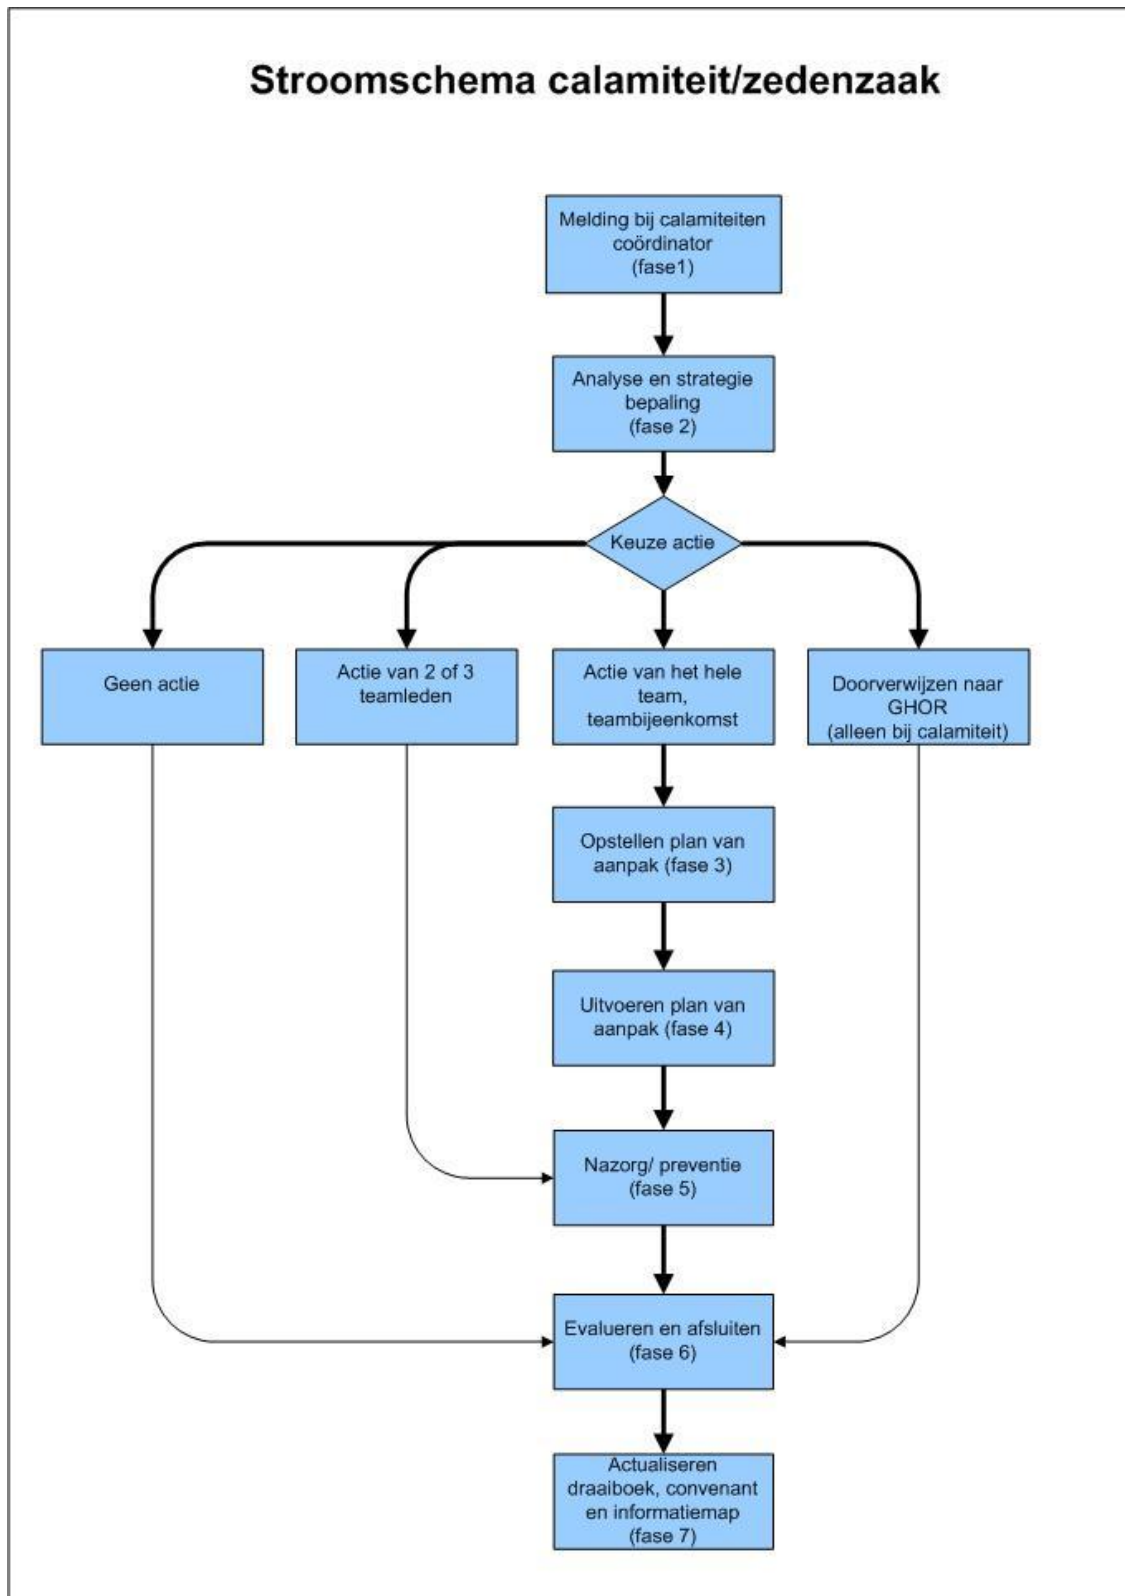 Stroomschema calamiteit/zedenzaak
Melding bij calamiteiten
coördinator
(fase1)
Analyse en strategie
bepaling
(fase 2)
Keuze actie
Geen actie
Actie van 2 of 3
teamleden
Actie van het hele
team,
teambijeenkomst
Doorverwijzen naar
GHOR
(alleen bij calamiteit)
Opstellen plan van
aanpak (fase 3)
Uitvoeren plan van
aanpak (fase 4)
Nazorg/ preventie
(fase 5)
Evalueren en afsluiten
(fase 6)
Actualiseren
draaiboek, convenant
en informatiemap
(fase 7)